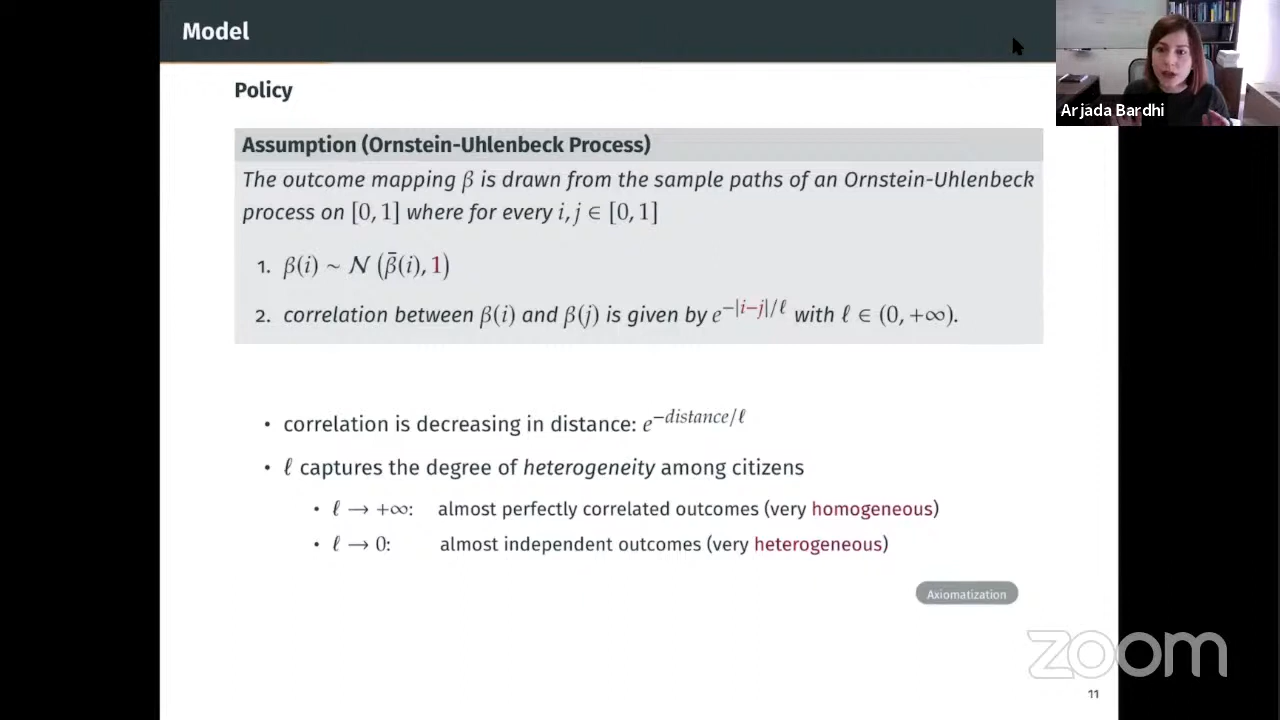 Model
Arjada Bardhi
Policy
Assumption (Ornstein-Uhlenbeck Process)
The outcome mapping β is drawn from the sample paths of an Ornstein-Uhlenbeck
process on [0, 1] where for every i, j ∈ [0, 1]
1. β(i) ∼ N (β̄(i), 1)
2. correlation between β(i) and β(j) is given by e^{−|i−j|/ℓ} with ℓ ∈ (0, +∞).
• correlation is decreasing in distance: e^{−distance/ℓ}
• ℓ captures the degree of heterogeneity among citizens
• ℓ → +∞: almost perfectly correlated outcomes (very homogeneous)
• ℓ → 0: almost independent outcomes (very heterogeneous)
Axiomatization
zoom
11